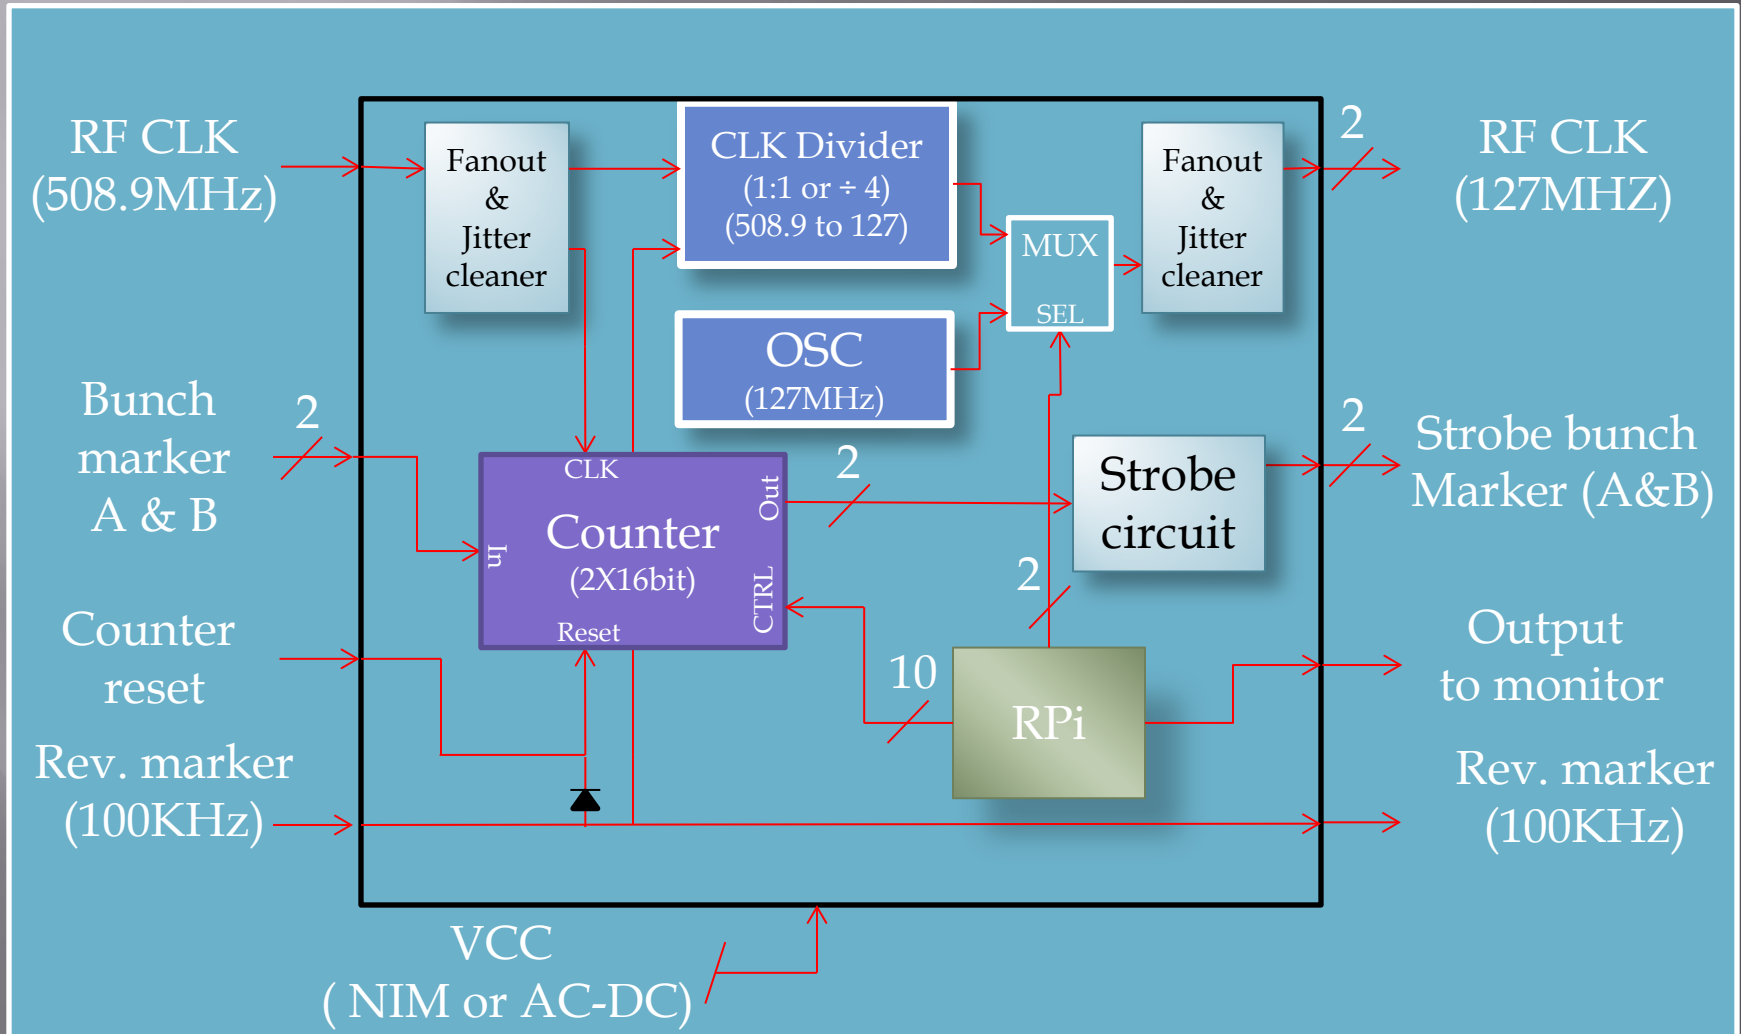 RF CLK
(508.9MHz)
Fanout
&
Jitter
cleaner
CLK Divider
(1:1 or ÷ 4)
(508.9 to 127)
MUX
SEL
Fanout
&
Jitter
cleaner
2
RF CLK
(127MHZ)
OSC
(127MHz)
Bunch
marker
A & B
2
CLK
In
Out
Counter
(2X16bit)
CTRL
Reset
2
Strobe
circuit
2
Strobe bunch
Marker (A&B)
2
Counter
reset
10
RPi
Output
to monitor
Rev. marker
(100KHz)
Rev. marker
(100KHz)
VCC
( NIM or AC-DC)